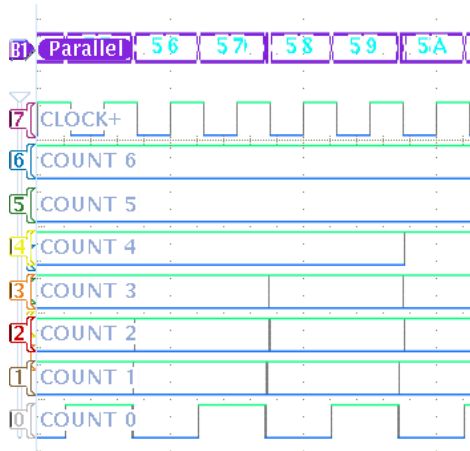 B1 Parallel 56 57 58 59 5A
7 CLOCK+
6 COUNT 6
5 COUNT 5
4 COUNT 4
3 COUNT 3
2 COUNT 2
1 COUNT 1
0 COUNT 0